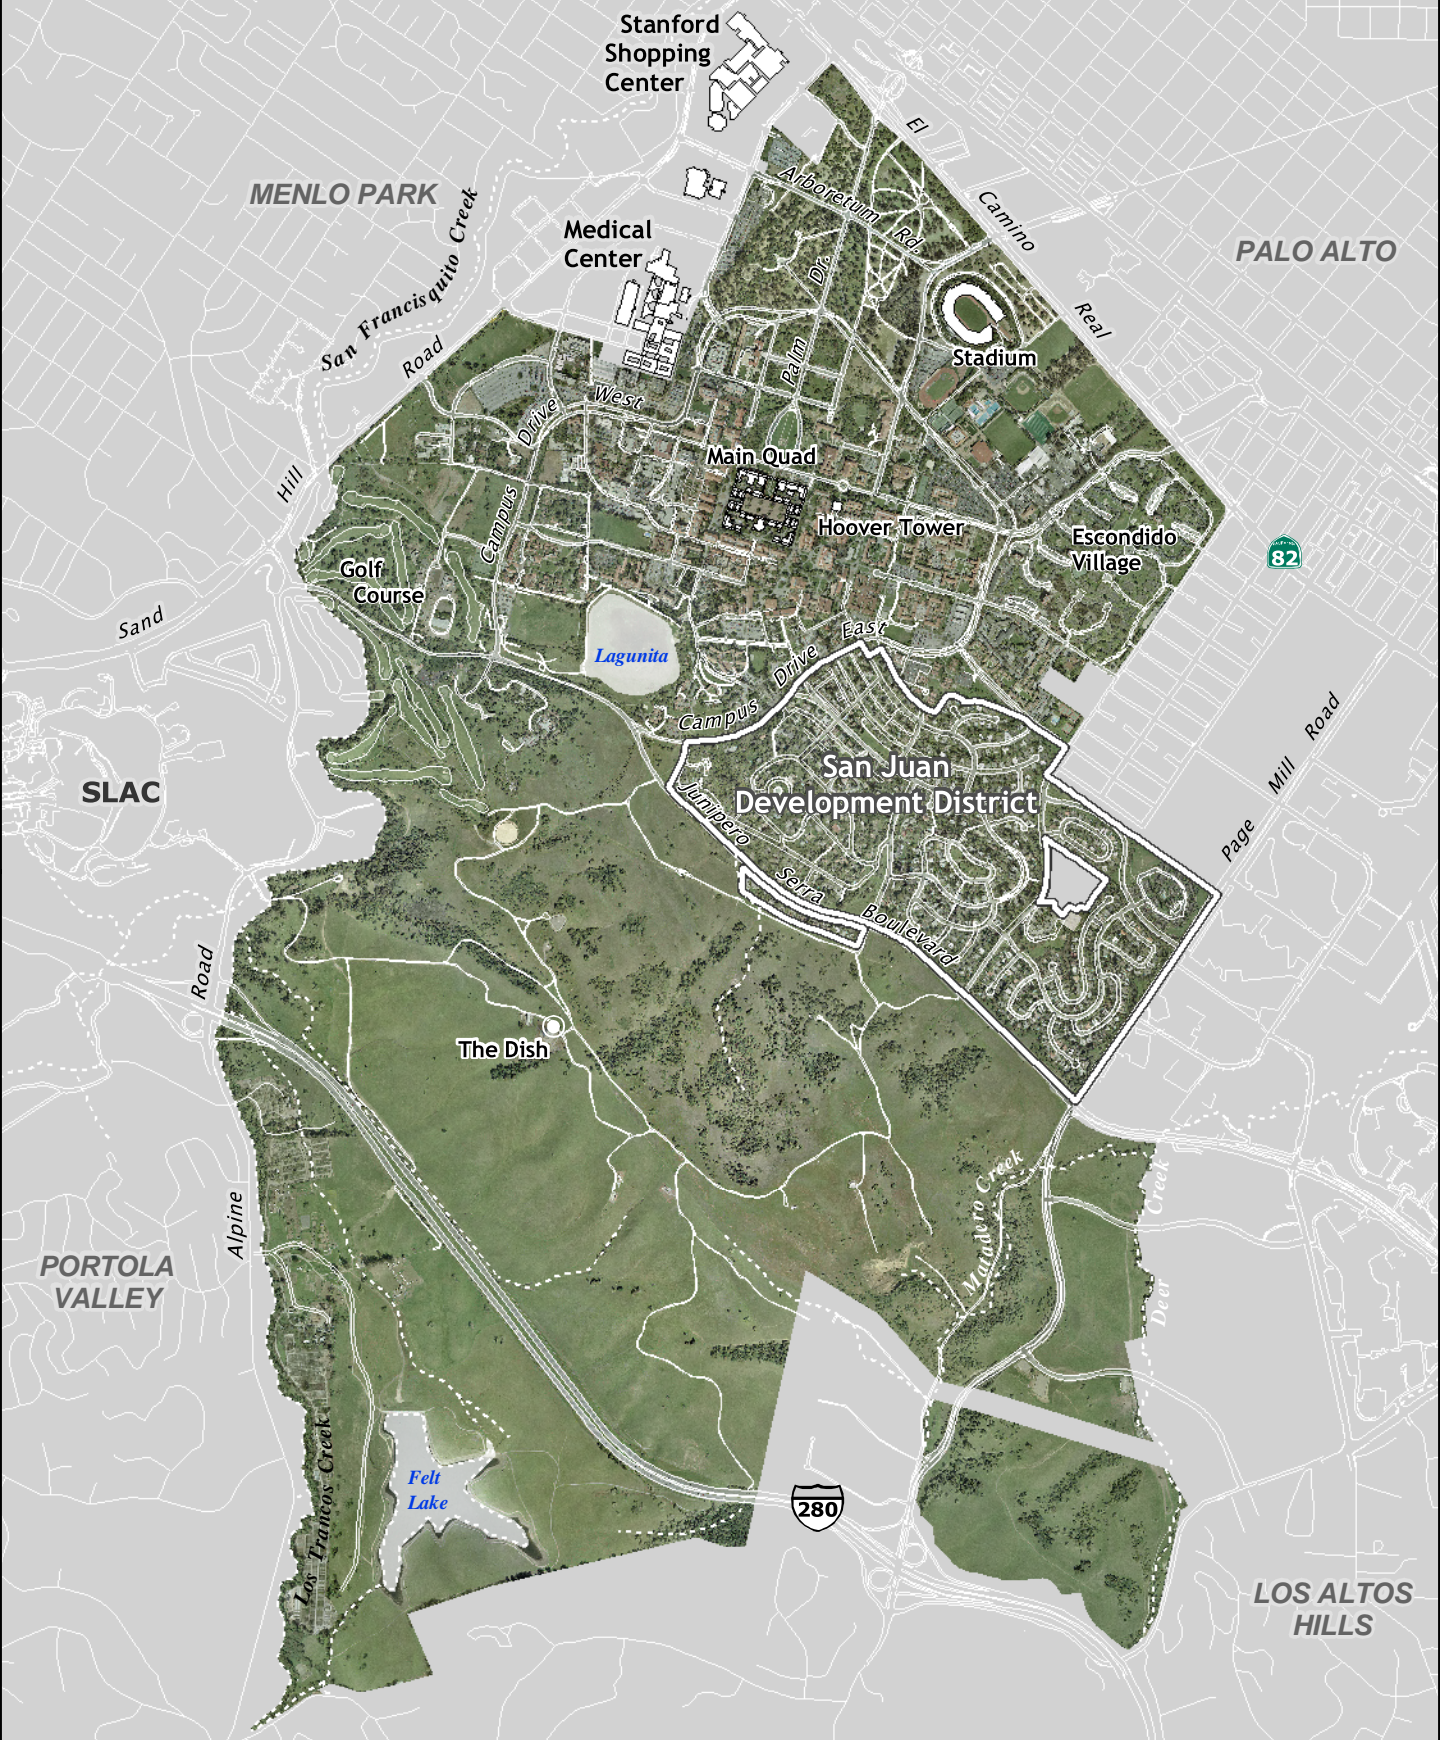 Stanford
Shopping
Center
El
Camino
Real
MENLO PARK
San Francisquito Creek
Arboretum Rd.
PALO ALTO
Medical
Center
Palm Dr.
Stadium
Sand Hill Road
Campus Drive West
Main Quad
Hoover Tower
Escondido
Village
82
Golf
Course
Lagunita
Campus Drive East
San Juan
Development District
Page Mill Road
SLAC
Junipero Serra Boulevard
Alpine Road
The Dish
Matadero Creek
Deer Creek
PORTOLA
VALLEY
Los Trancos Creek
Felt
Lake
280
LOS ALTOS
HILLS